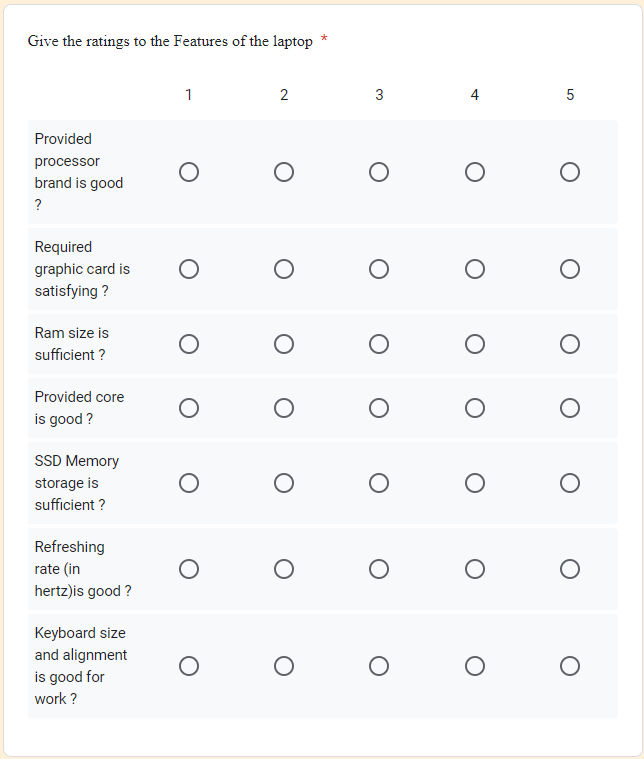 Give the ratings to the Features of the laptop *
1 2 3 4 5
Provided
processor
brand is good
?
Required
graphic card is
satisfying ?
Ram size is
sufficient ?
Provided core
is good ?
SSD Memory
storage is
sufficient ?
Refreshing
rate (in
hertz)is good ?
Keyboard size
and alignment
is good for
work ?